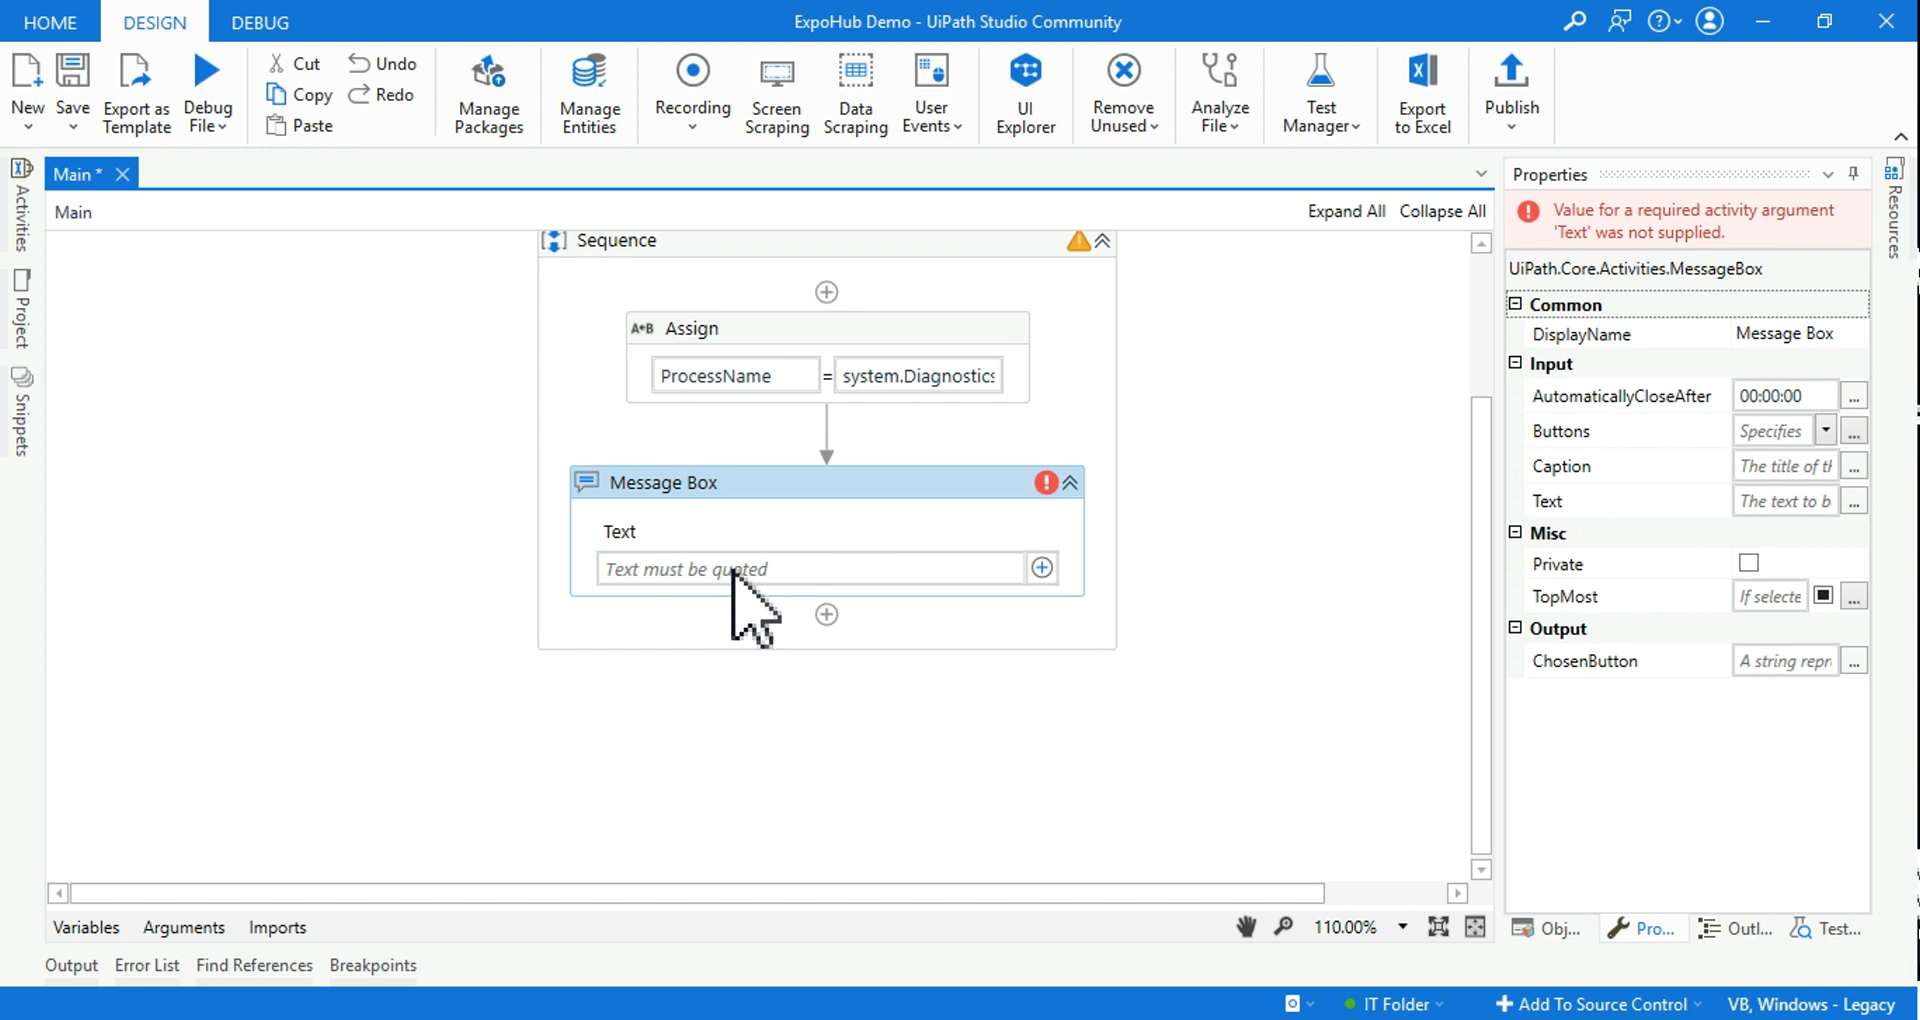 HOME DESIGN DEBUG ExpoHub Demo - UiPath Studio Community
New Save Export as Template Debug File
Cut Undo
Copy Redo
Paste
Manage Packages
Manage Entities
Recording
Screen Scraping
Data Scraping
User Events
UI Explorer
Remove Unused
Analyze File
Test Manager
Export to Excel
Publish
Activities
Project
Snippets
Main *
Main
Expand All Collapse All
Sequence
A*B Assign
ProcessName = system.Diagnostics
Message Box
Text
Text must be quoted
Variables Arguments Imports
110.00%
Output Error List Find References Breakpoints
Properties
Value for a required activity argument
'Text' was not supplied.
UiPath.Core.Activities.MessageBox
Common
DisplayName Message Box
Input
AutomaticallyCloseAfter 00:00:00 ...
Buttons Specifies ...
Caption The title of th ...
Text The text to b ...
Misc
Private
TopMost If selecte ...
Output
ChosenButton A string repr ...
Obj... Pro... Outl... Test...
Resources
IT Folder Add To Source Control VB, Windows - Legacy